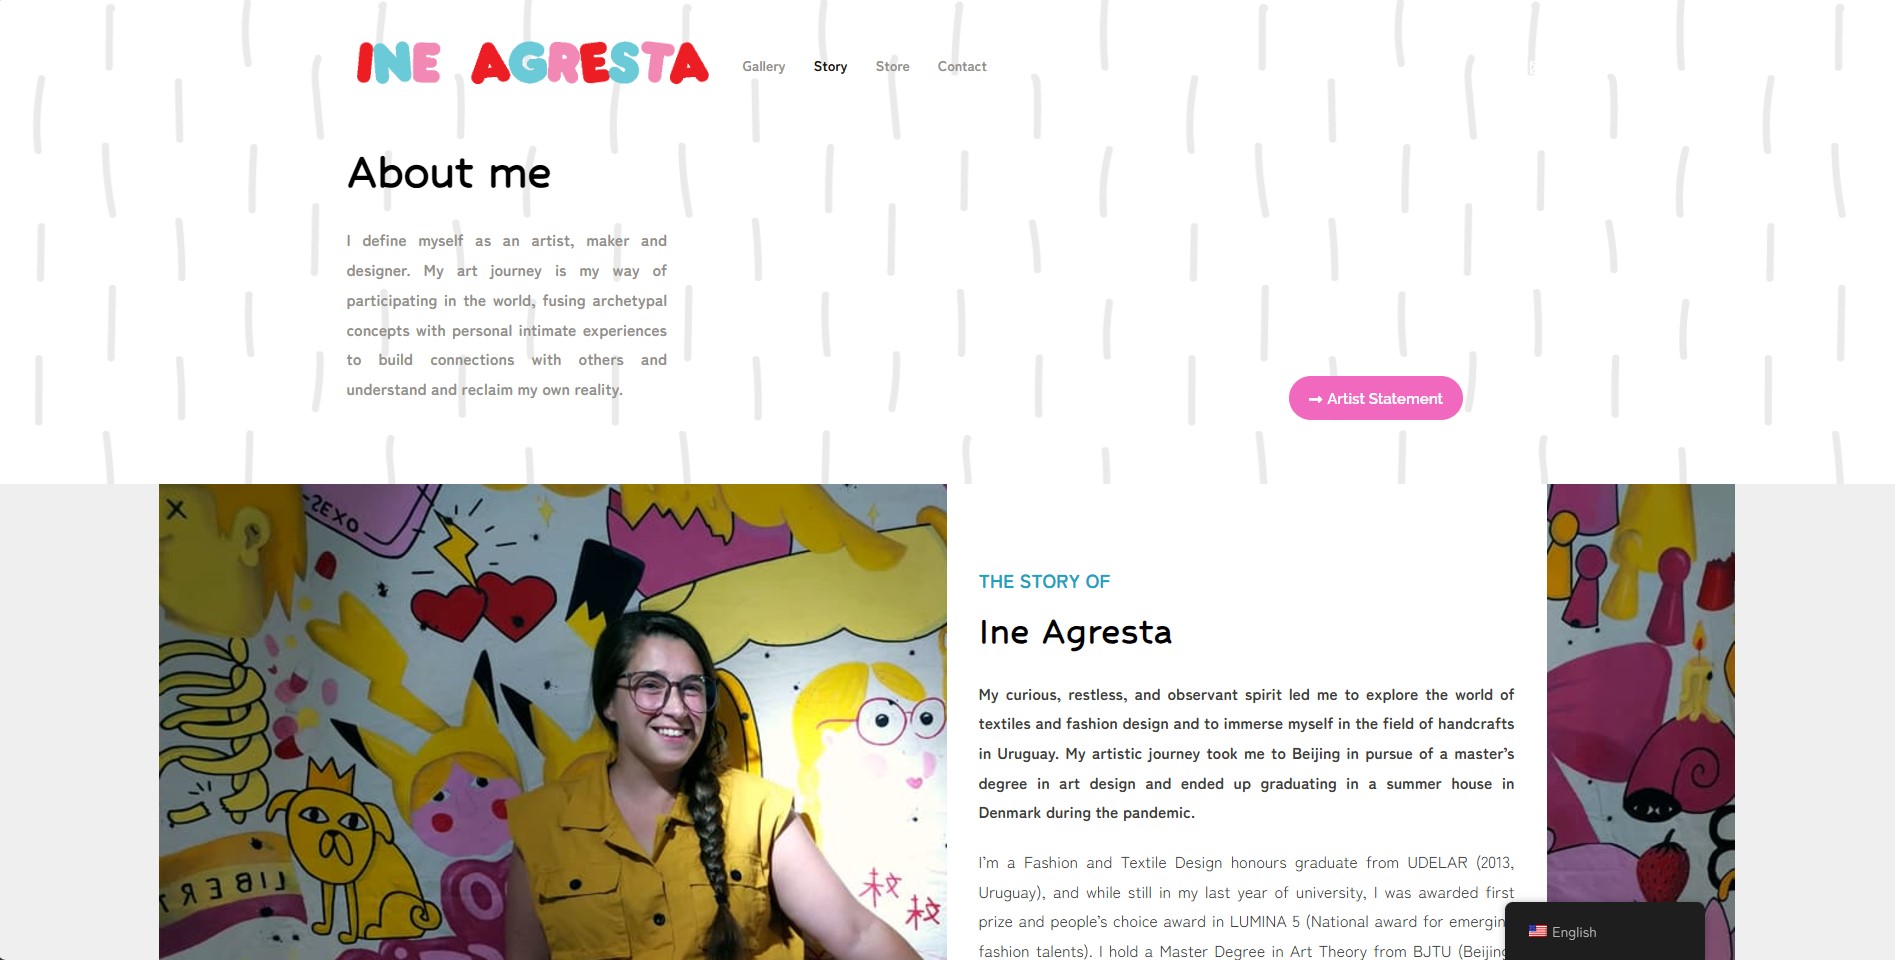 INE AGRESTA
Gallery Story Store Contact
About me
I define myself as an artist, maker and
designer. My art journey is my way of
participating in the world, fusing archetypal
concepts with personal intimate experiences
to build connections with others and
understand and reclaim my own reality.
→ Artist Statement
SEXO
LIBER
枝
枝
THE STORY OF
Ine Agresta
My curious, restless, and observant spirit led me to explore the world of
textiles and fashion design and to immerse myself in the field of handcrafts
in Uruguay. My artistic journey took me to Beijing in pursue of a master's
degree in art design and ended up graduating in a summer house in
Denmark during the pandemic.
I'm a Fashion and Textile Design honours graduate from UDELAR (2013,
Uruguay), and while still in my last year of university, I was awarded first
prize and people's choice award in LUMINA 5 (National award for emerging
fashion talents). I hold a Master Degree in Art Theory from BJTU (Beijing
English